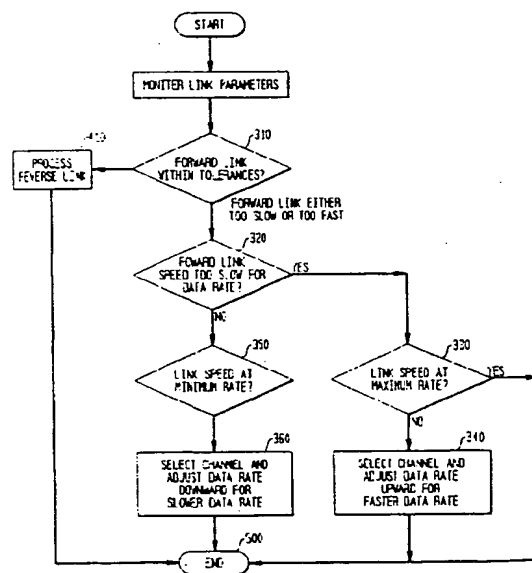 START
MONITER LINK PARAMETERS
310
FORWARD LINK
WITHIN TOLERANCES?
PROCESS
REVERSE LINK
FORWARD LINK EITHER
TOO SLOW OR TOO FAST
320
FOWARD LINK
SPEED TOO SLOW FOR
DATA RATE?
YES
NO
350
LINK SPEED AT
MINIMUM RATE?
330
LINK SPEED AT
MAXIMUM RATE?
YES
NO
360
SELECT CHANNEL AND
ADJUST DATA RATE
DOWNWARD FOR
SLOWER DATA RATE
340
SELECT CHANNEL AND
ADJUST DATA RATE
UPWARD FOR
FASTER DATA RATE
500
END